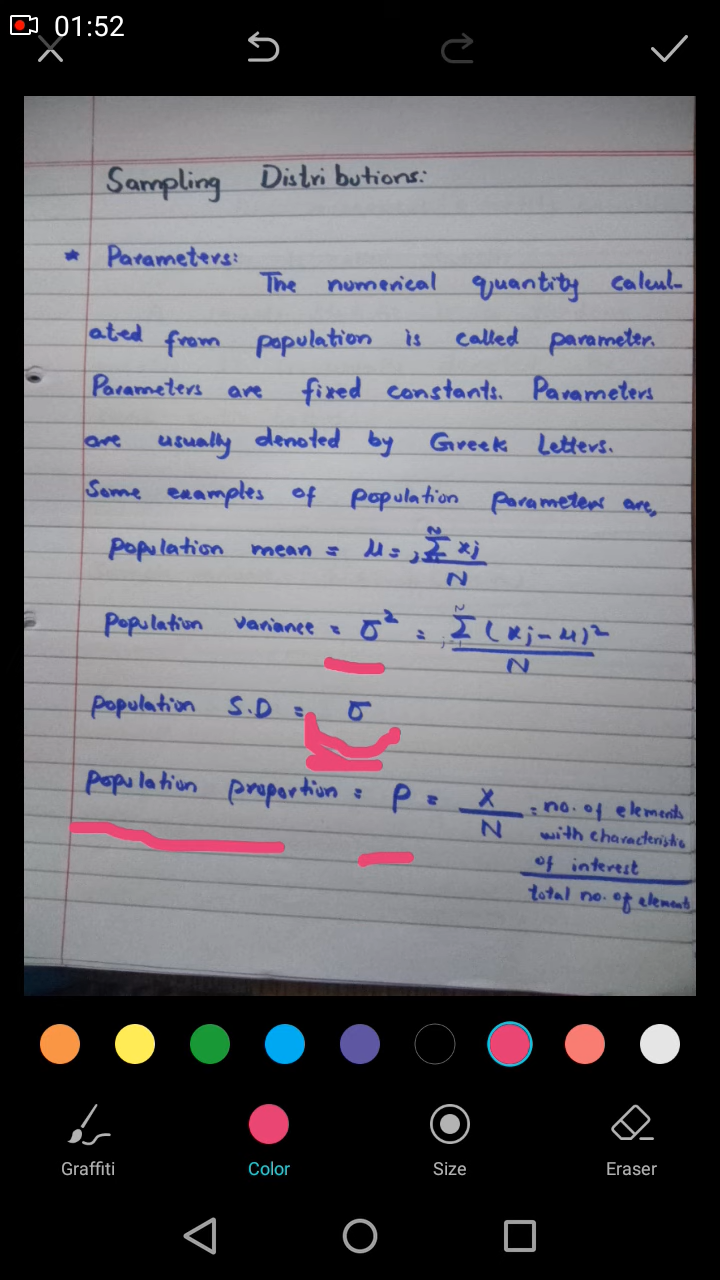 01:52
Sampling Distributions:
* Parameters:
The numerical quantity calcul-
ated from population is called parameter.
Parameters are fixed constants. Parameters
are usually denoted by Greek Letters.
Some examples of population parameters are,
population mean = μ = Σ xj / N
population variance = σ² = Σ (xj - μ)² / N
population S.D = σ
population proportion = P = X / N = no. of elements
with characteristic
of interest
total no. of elements
Graffiti Color Size Eraser